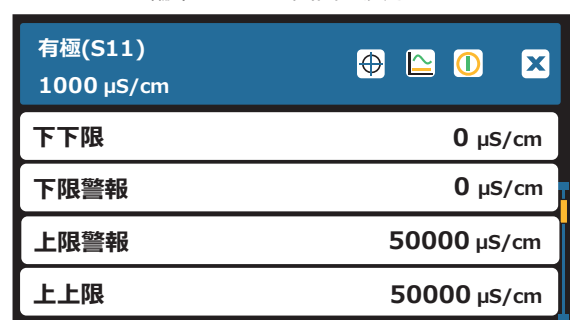 有極(S11)
1000 µS/cm
下下限 0 µS/cm
下限警報 0 µS/cm
上限警報 50000 µS/cm
上上限 50000 µS/cm